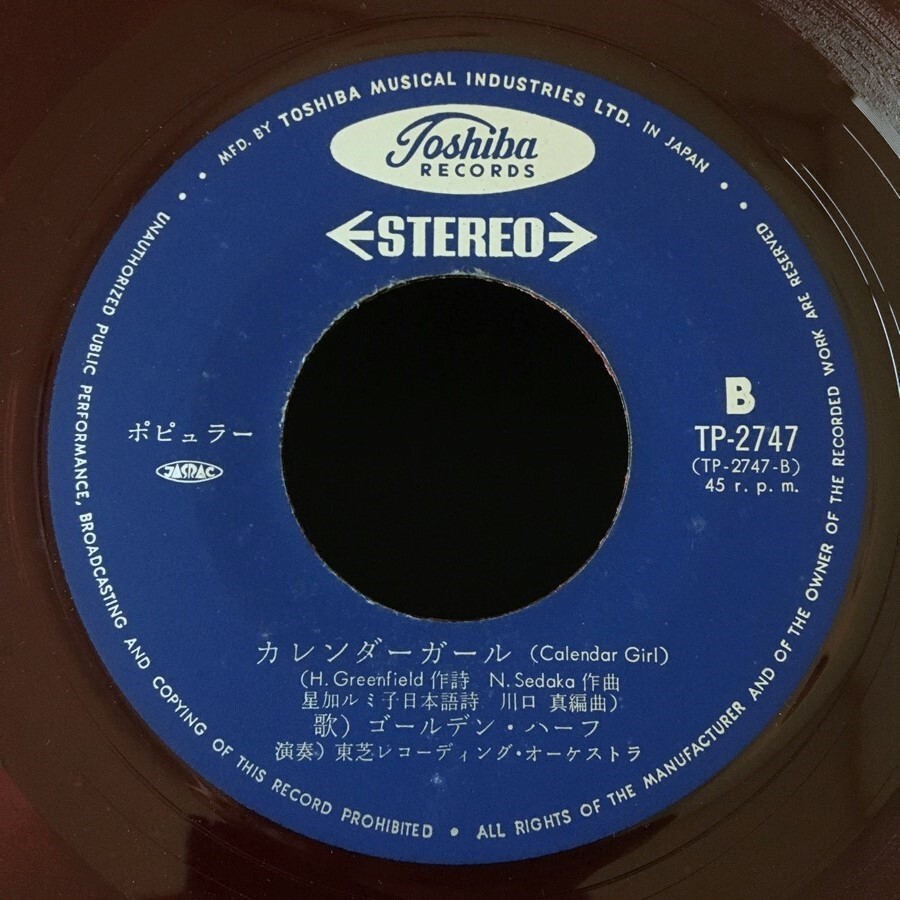 MFD. BY TOSHIBA MUSICAL INDUSTRIES LTD. IN JAPAN
Toshiba
RECORDS
STEREO
ポピュラー
JASRAC
B
TP-2747
(TP-2747-B)
45 r. p. m.
カレンダーガール (Calendar Girl)
(H. Greenfield 作詩 N. Sedaka 作曲
星加ルミ子日本語詩 川口 真編曲)
歌) ゴールデン・ハーフ
演奏) 東芝レコーディング・オーケストラ
UNAUTHORIZED PUBLIC PERFORMANCE, BROADCASTING AND COPYING OF THIS RECORD PROHIBITED • ALL RIGHTS OF THE MANUFACTURER AND OF THE OWNER OF THE RECORDED WORK ARE RESERVED